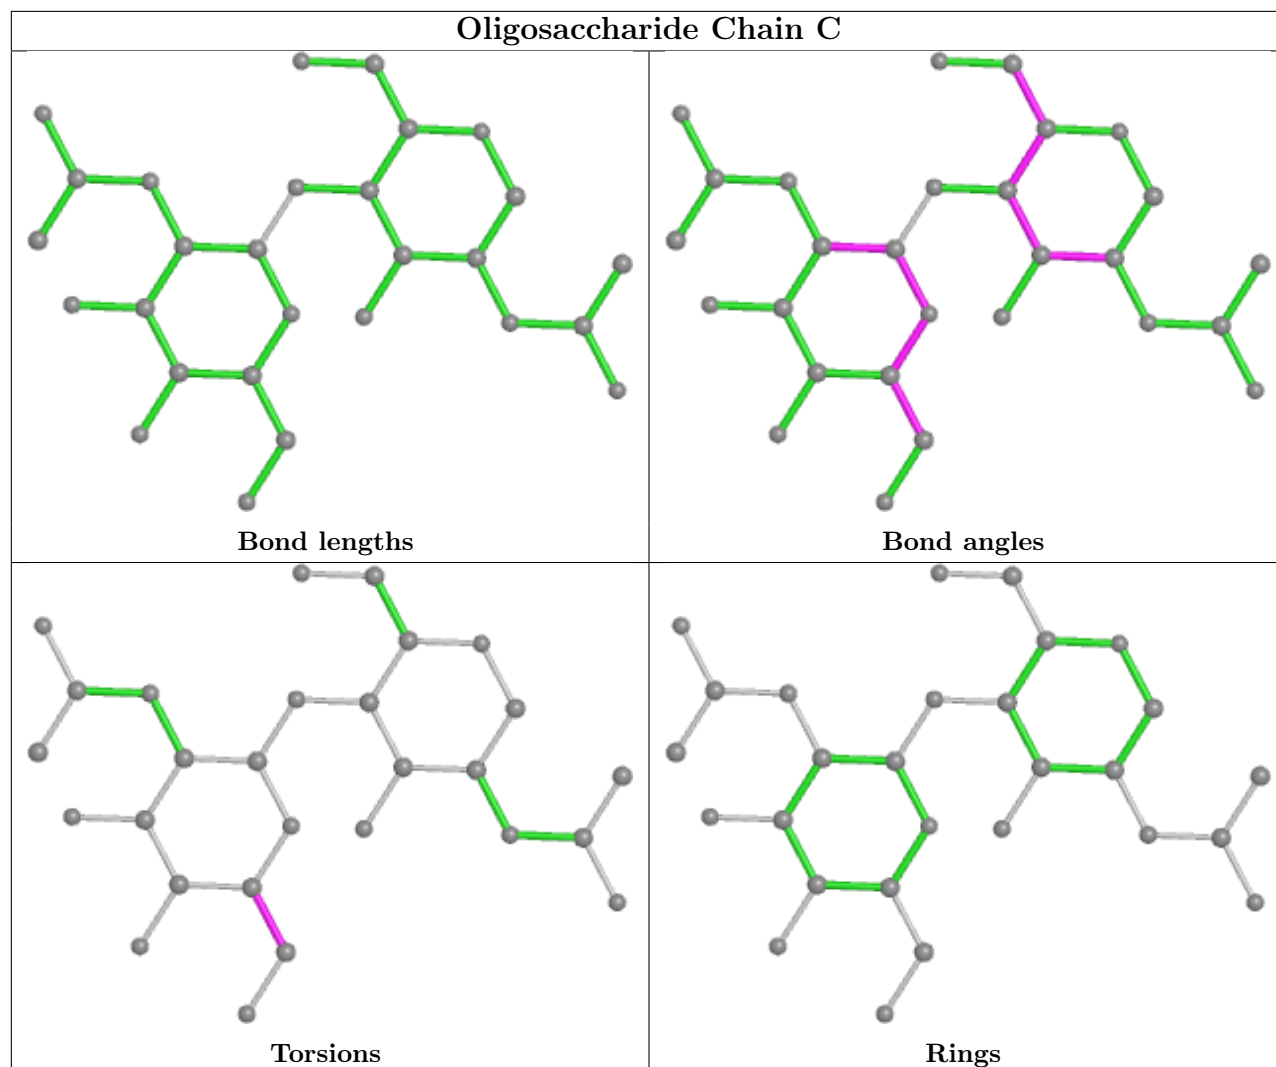 Oligosaccharide Chain C
Bond lengths
Bond angles
Torsions
Rings